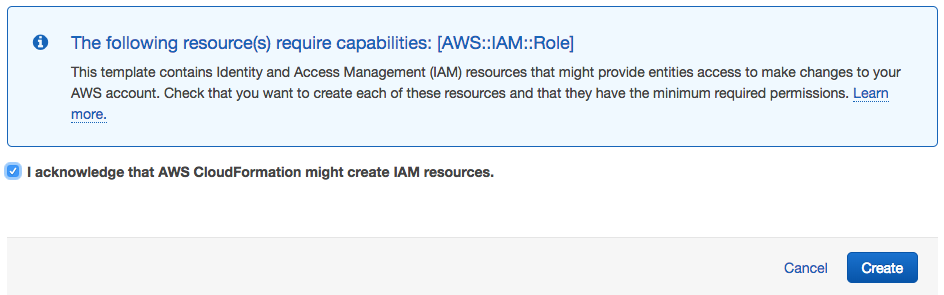 The following resource(s) require capabilities: [AWS::IAM::Role]
This template contains Identity and Access Management (IAM) resources that might provide entities access to make changes to your
AWS account. Check that you want to create each of these resources and that they have the minimum required permissions. Learn
more.
I acknowledge that AWS CloudFormation might create IAM resources.
Cancel Create